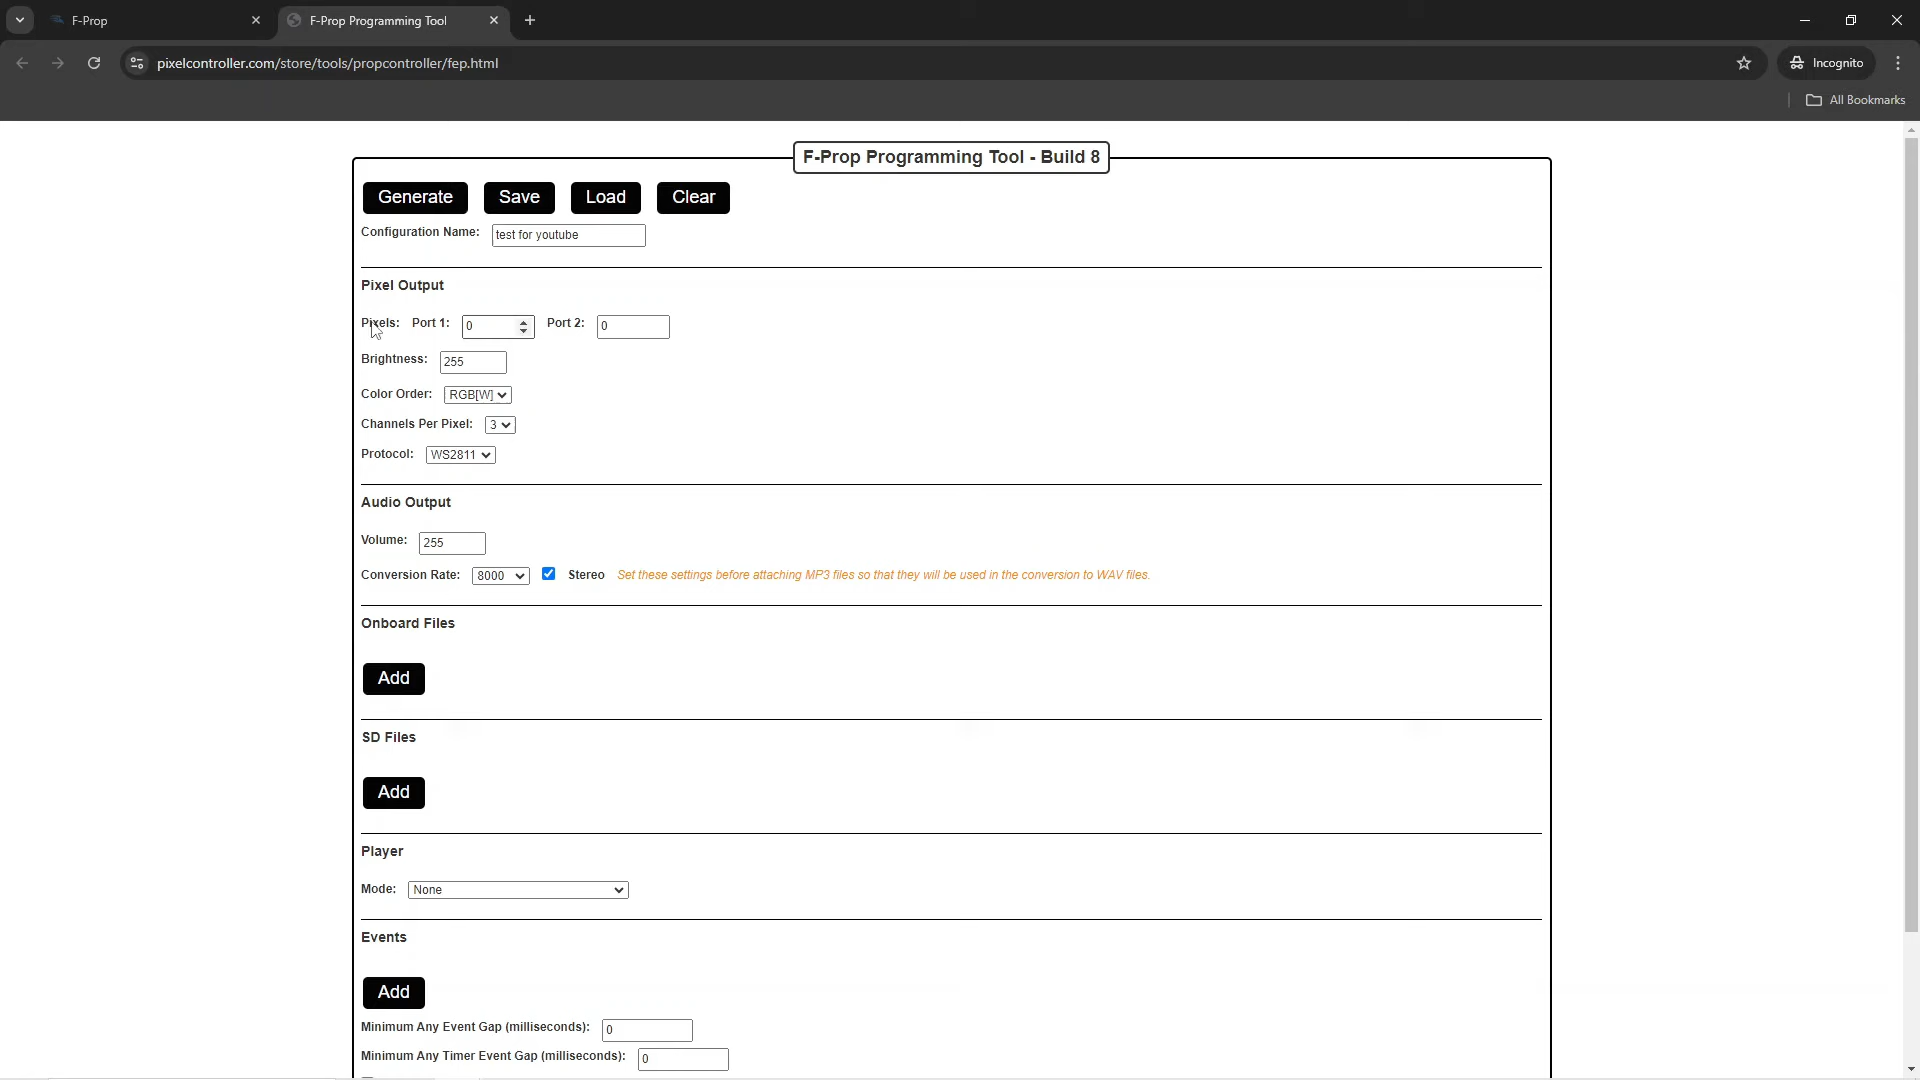 F-Prop
F-Prop Programming Tool
pixelcontroller.com/store/tools/propcontroller/fep.html
Incognito
All Bookmarks
F-Prop Programming Tool - Build 8
Generate Save Load Clear
Configuration Name: test for youtube
Pixel Output
Pixels: Port 1: 0 Port 2: 0
Brightness: 255
Color Order: RGB[W]
Channels Per Pixel: 3
Protocol: WS2811
Audio Output
Volume: 255
Conversion Rate: 8000 Stereo Set these settings before attaching MP3 files so that they will be used in the conversion to WAV files.
Onboard Files
Add
SD Files
Add
Player
Mode: None
Events
Add
Minimum Any Event Gap (milliseconds): 0
Minimum Any Timer Event Gap (milliseconds): 0